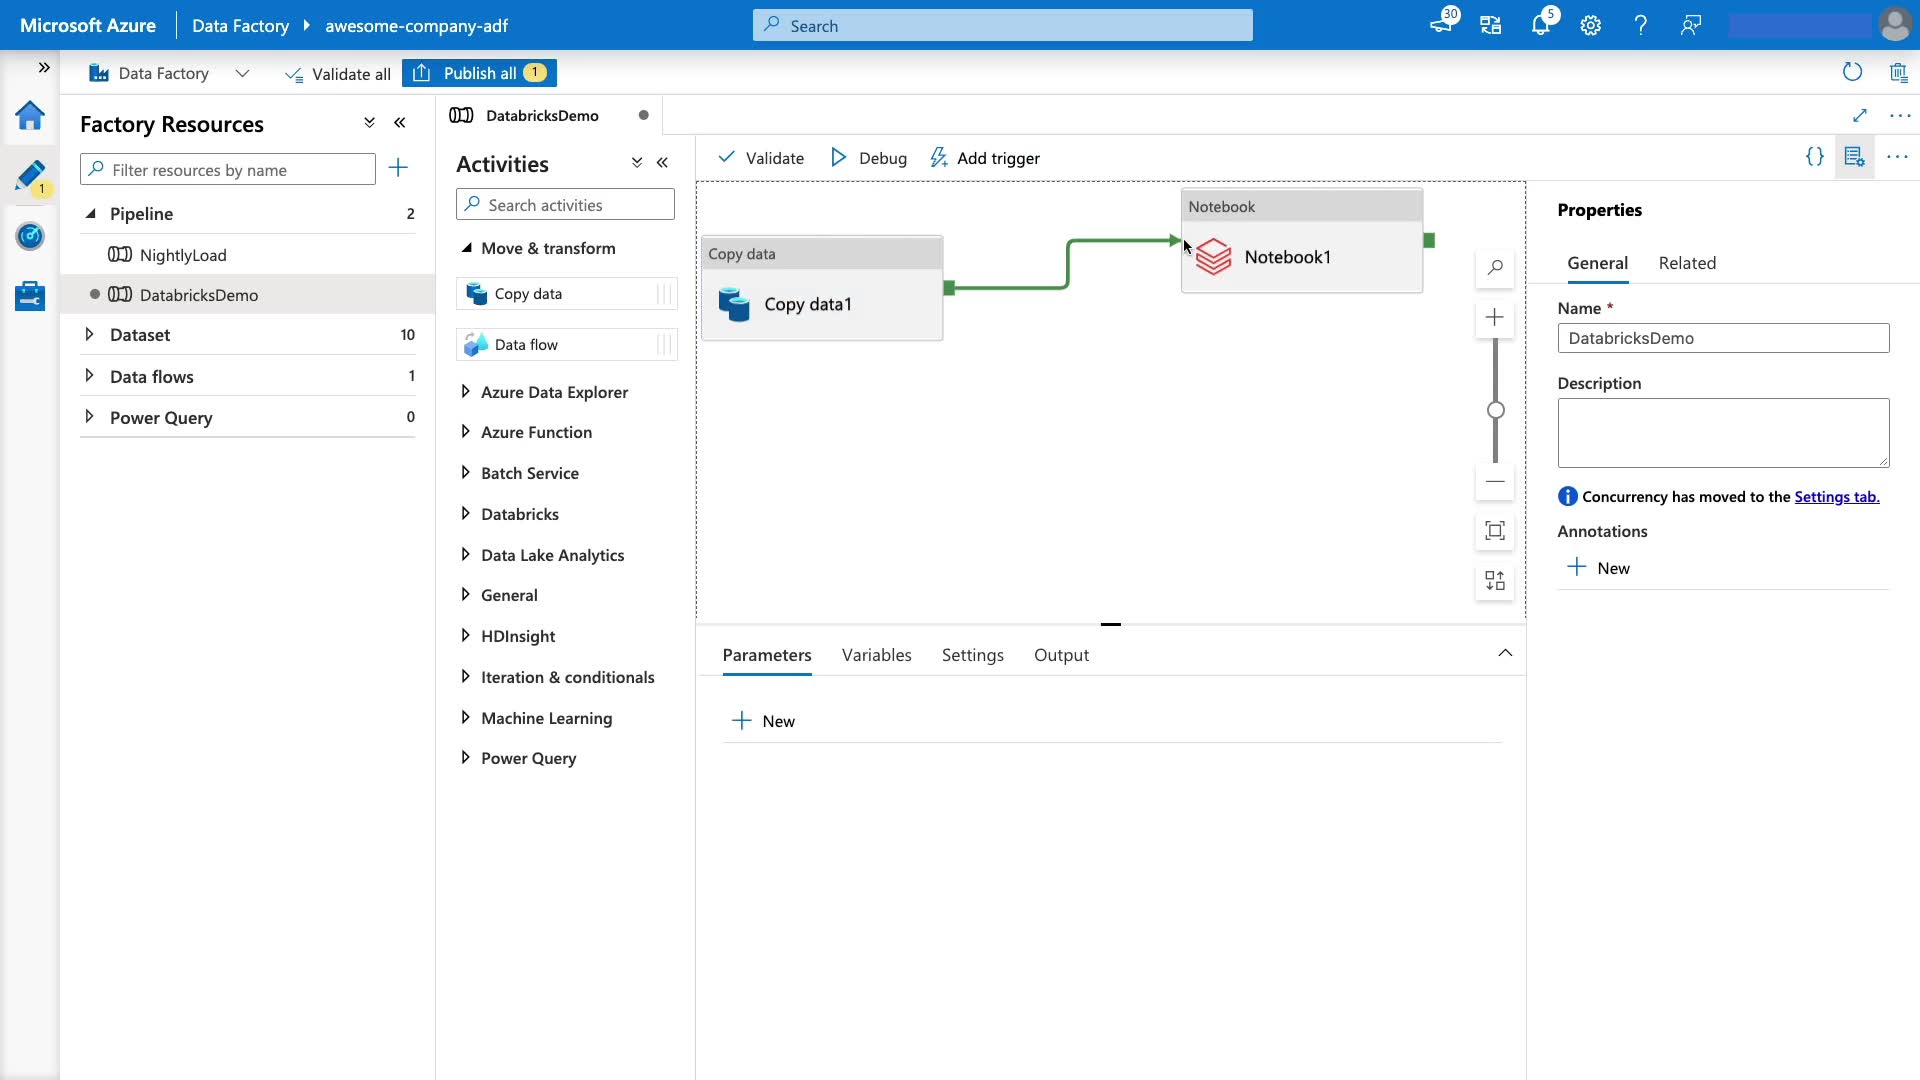 Microsoft Azure
Data Factory
awesome-company-adf
Search
30
5
Data Factory
Validate all
Publish all
1
Factory Resources
Filter resources by name
1
Pipeline
2
NightlyLoad
DatabricksDemo
Dataset
10
Data flows
1
Power Query
0
DatabricksDemo
Activities
Search activities
Move & transform
Copy data
Data flow
Azure Data Explorer
Azure Function
Batch Service
Databricks
Data Lake Analytics
General
HDInsight
Iteration & conditionals
Machine Learning
Power Query
Validate
Debug
Add trigger
Copy data
Copy data1
Notebook
Notebook1
Parameters
Variables
Settings
Output
New
Properties
General
Related
Name *
DatabricksDemo
Description
Concurrency has moved to the Settings tab.
Annotations
New